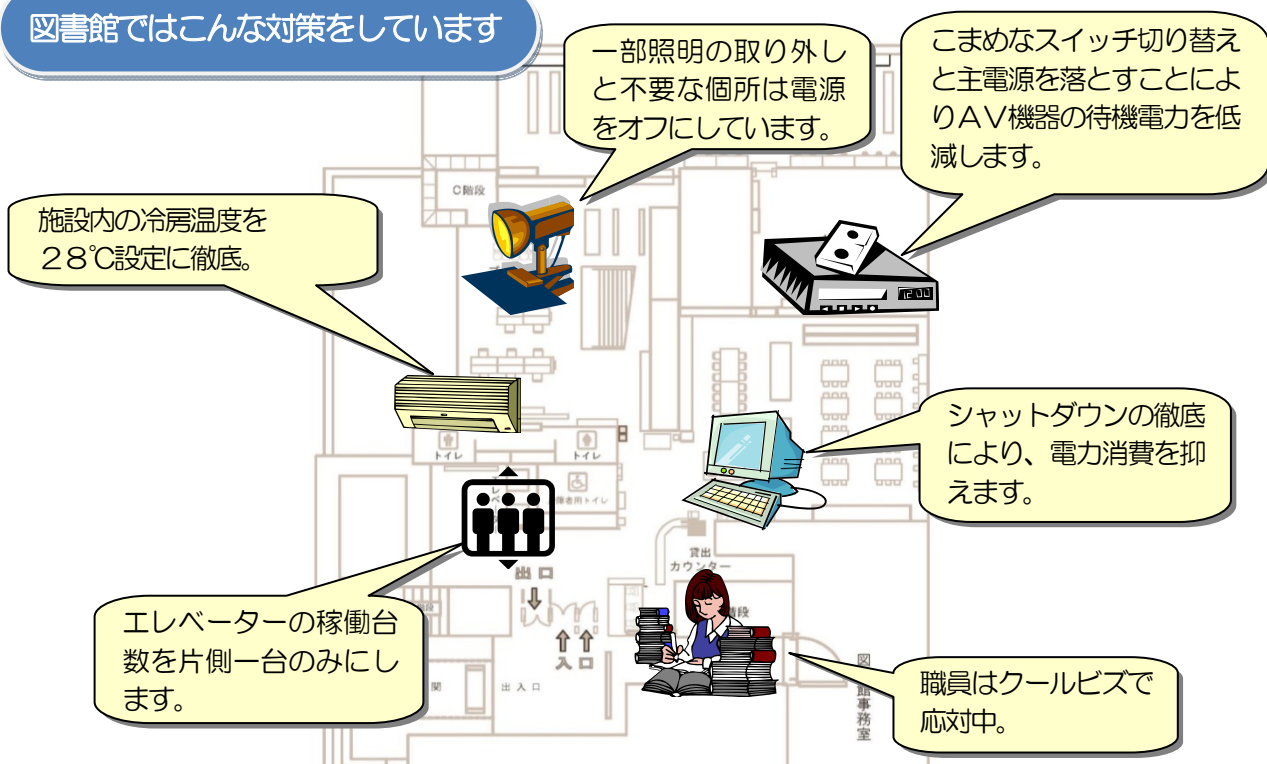 図書館ではこんな対策をしています
一部照明の取り外し
と不要な個所は電源
をオフにしています。
こまめなスイッチ切り替え
と主電源を落とすことによ
りAV機器の待機電力を低
減します。
C階段
施設内の冷房温度を
28℃設定に徹底。
12:00
シャットダウンの徹底
により、電力消費を抑
えます。
トイレ
トイレ
者用トイレ
貸出
カウンター
出口
階段
入口
エレベーターの稼働台
数を片側一台のみにし
ます。
関
出入口
図
館事務室
職員はクールビズで
応対中。